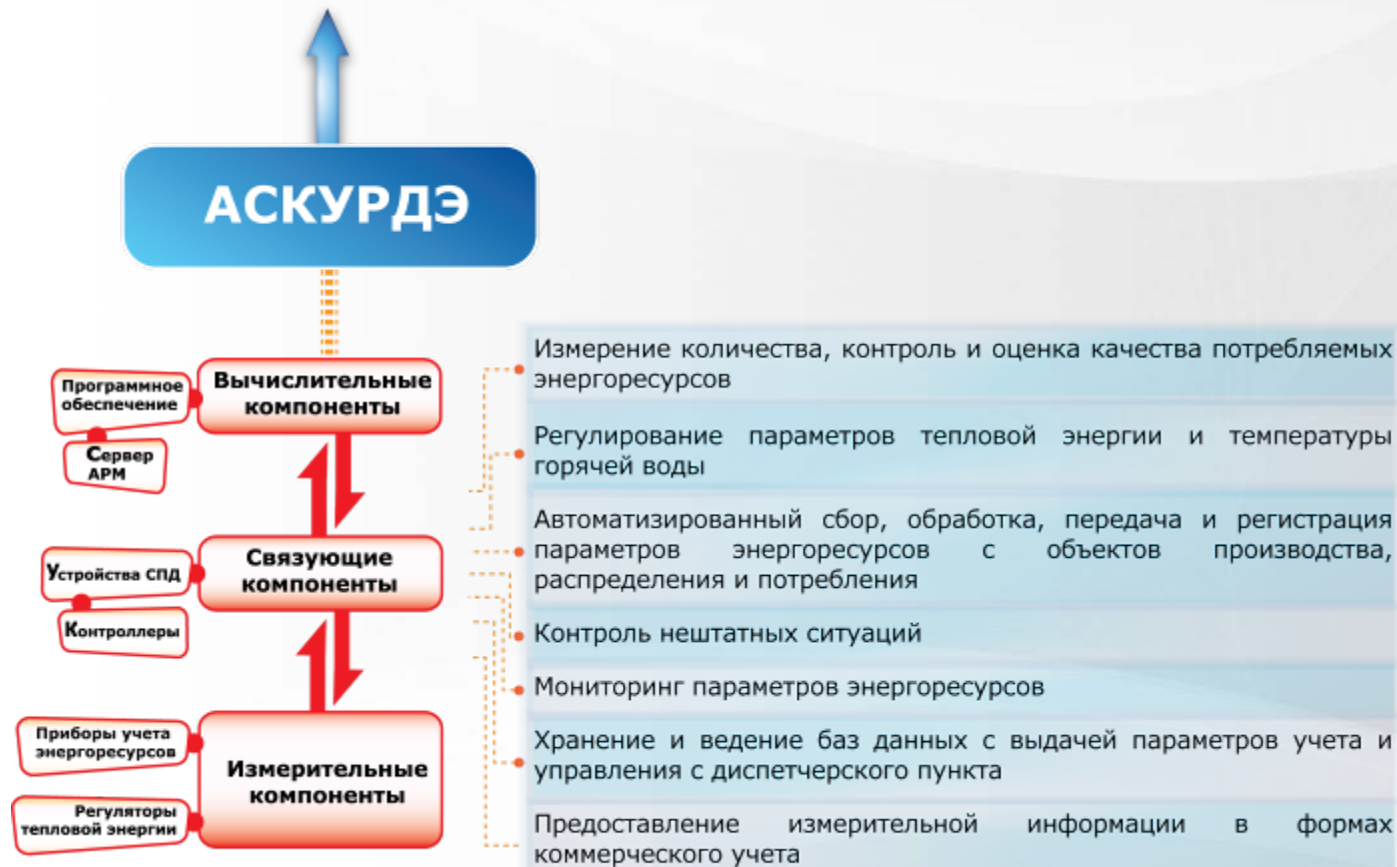 АСКУРДЭ
Вычислительные
компоненты
Программное
обеспечение
Сервер
АРМ
Связующие
компоненты
Устройства СПД
Контроллеры
Измерительные
компоненты
Приборы учета
энергоресурсов
Регуляторы
тепловой энергии
Измерение количества, контроль и оценка качества потребляемых
энергоресурсов
Регулирование параметров тепловой энергии и температуры
горячей воды
Автоматизированный сбор, обработка, передача и регистрация
параметров энергоресурсов с объектов производства,
распределения и потребления
Контроль нештатных ситуаций
Мониторинг параметров энергоресурсов
Хранение и ведение баз данных с выдачей параметров учета и
управления с диспетчерского пункта
Предоставление измерительной информации в формах
коммерческого учета